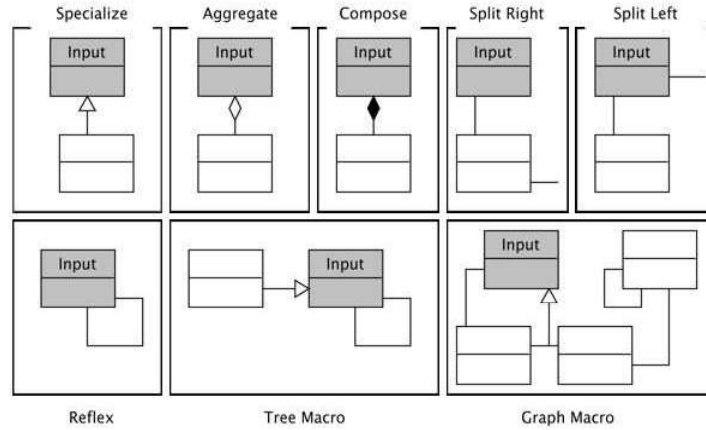 Specialize Aggregate Compose Split Right Split Left
Input Input Input Input Input
Input Input Input
Reflex Tree Macro Graph Macro